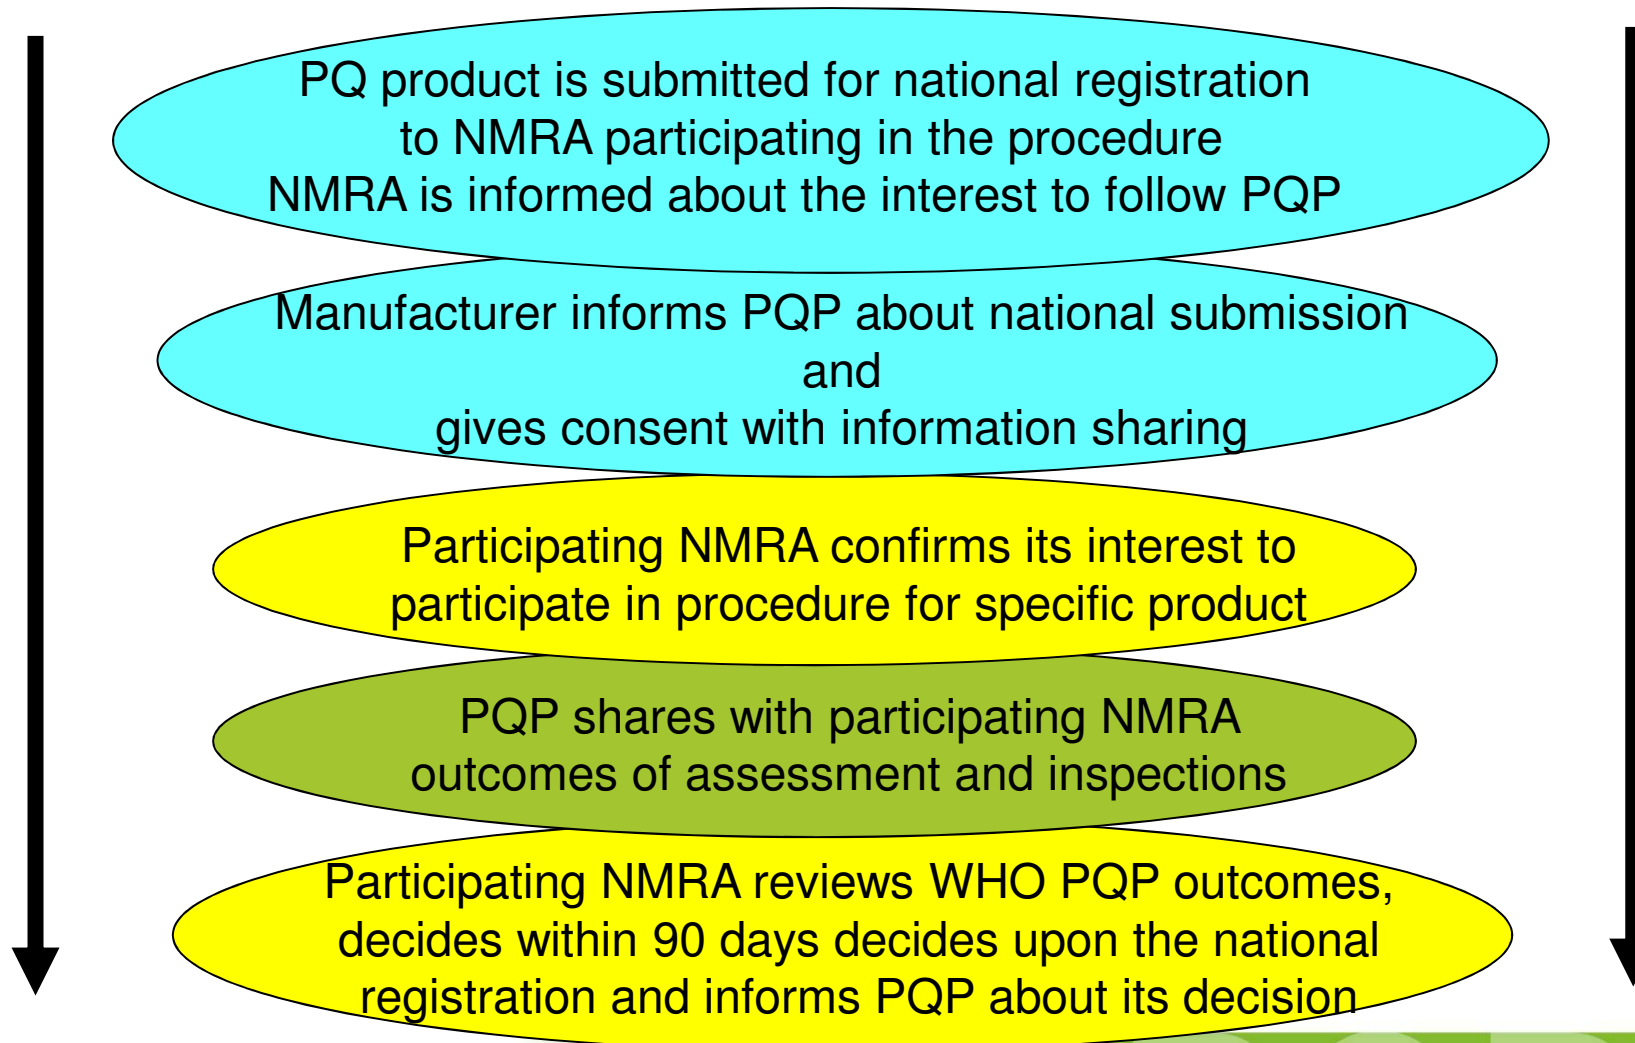 PQ product is submitted for national registration
to NMRA participating in the procedure
NMRA is informed about the interest to follow PQP
Manufacturer informs PQP about national submission
and
gives consent with information sharing
Participating NMRA confirms its interest to
participate in procedure for specific product
PQP shares with participating NMRA
outcomes of assessment and inspections
Participating NMRA reviews WHO PQP outcomes,
decides within 90 days decides upon the national
registration and informs PQP about its decision